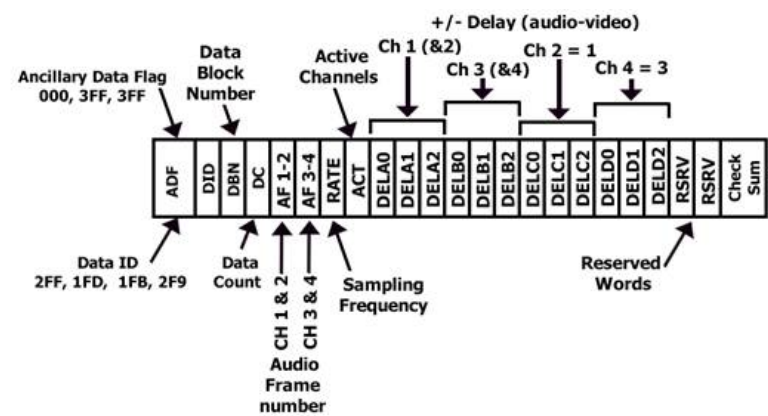 +/- Delay (audio-video)
Ch 1 (&2)
Ch 2 = 1
Ch 3 (&4)
Ch 4 = 3
Data
Block
Number
Active
Channels
Ancillary Data Flag
000, 3FF, 3FF
ADF
DID
DBN
DC
AF 1-2
AF 3-4
RATE
ACT
DELA0
DELA1
DELA2
DELB0
DELB1
DELB2
DELC0
DELC1
DELC2
DELD0
DELD1
DELD2
RSRV
RSRV
Check
Sum
Data ID
2FF, 1FD, 1FB, 2F9
Data
Count
CH 1 & 2
CH 3 & 4
Sampling
Frequency
Reserved
Words
Audio
Frame
number